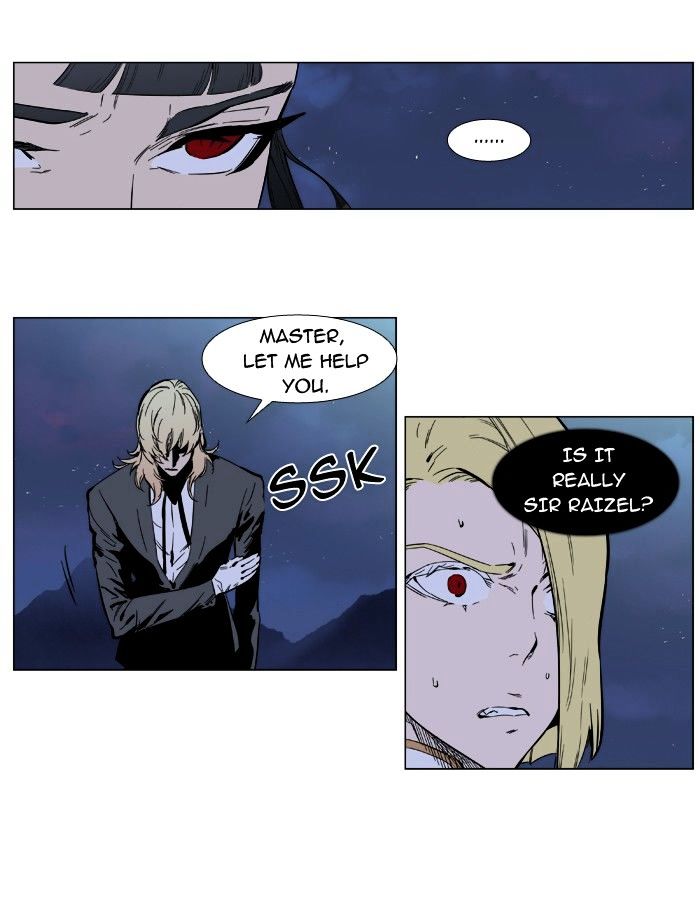 ......
MASTER,
LET ME HELP
YOU.
SSK
IS IT
REALLY
SIR RAIZEL?